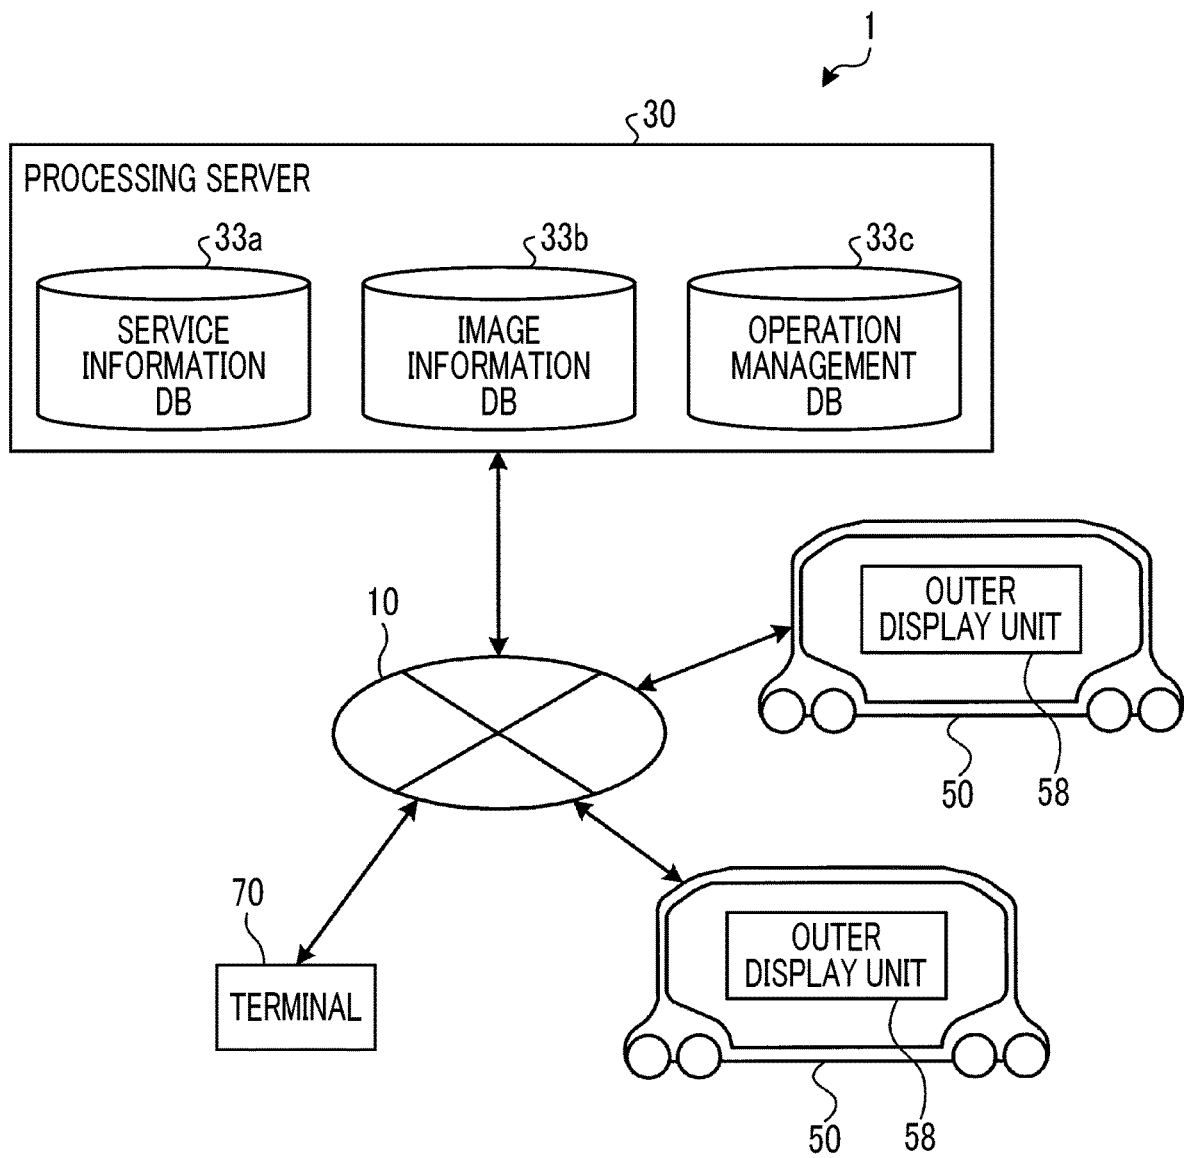 1
30
PROCESSING SERVER
33a
33b
33c
SERVICE
INFORMATION
DB
IMAGE
INFORMATION
DB
OPERATION
MANAGEMENT
DB
10
OUTER
DISPLAY UNIT
50
58
70
TERMINAL
OUTER
DISPLAY UNIT
50
58